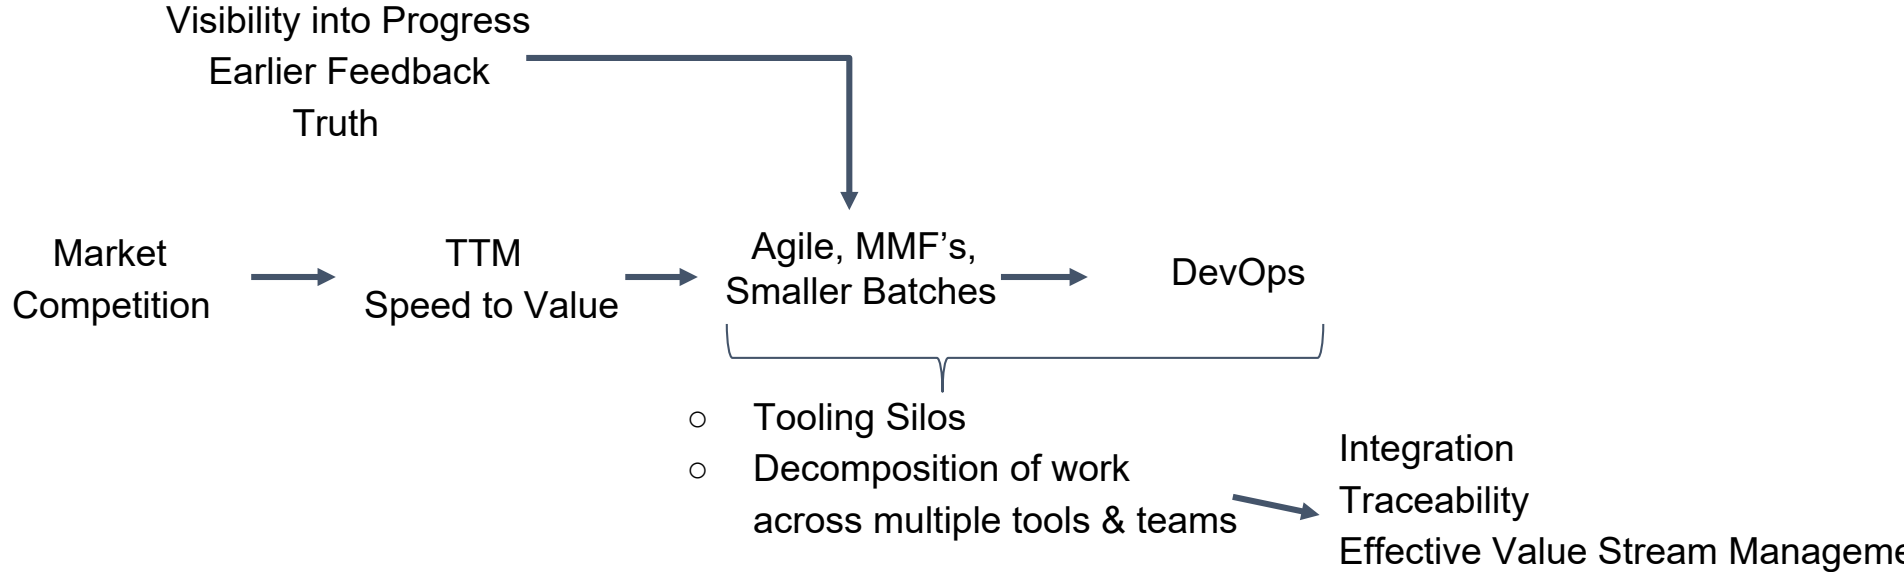 Visibility into Progress
Earlier Feedback
Truth
Market
Competition
TTM
Speed to Value
Agile, MMF’s,
Smaller Batches
DevOps
○ Tooling Silos
○ Decomposition of work
across multiple tools & teams
Integration
Traceability
Effective Value Stream